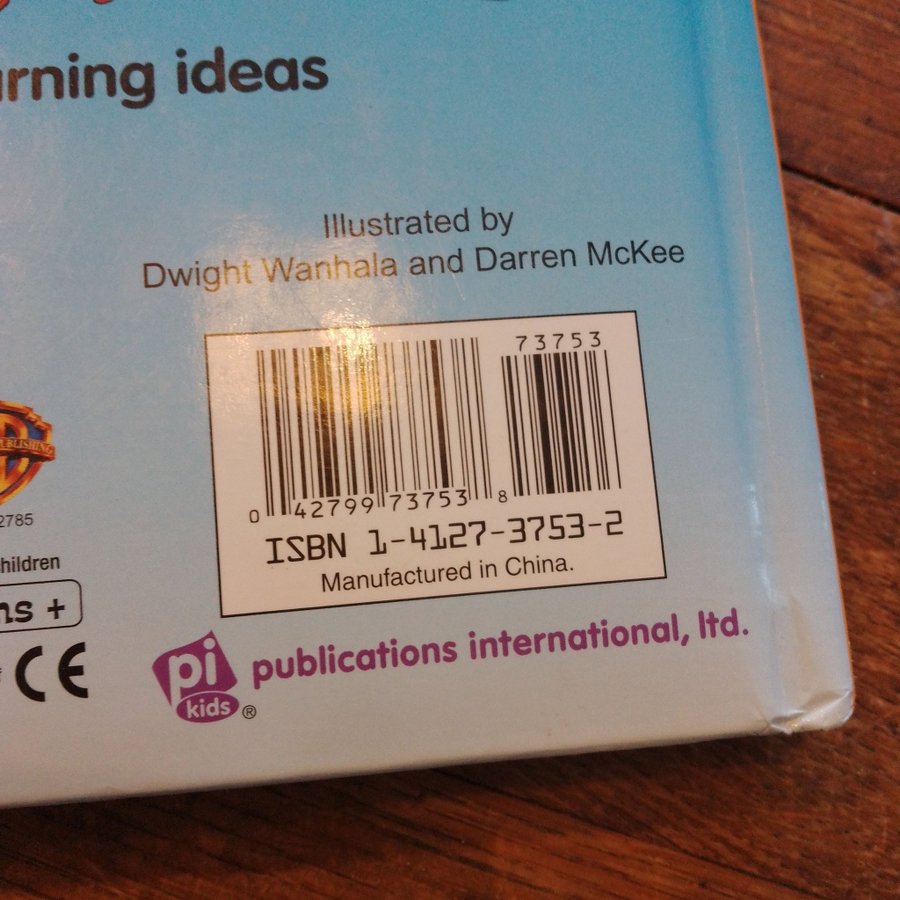 rning ideas
Illustrated by
Dwight Wanhala and Darren McKee
73753
0 42799 73753 8
ISBN 1-4127-3753-2
Manufactured in China.
PUBLISHING
2785
hildren
ns +
CE
pi
kids®
publications international, ltd.